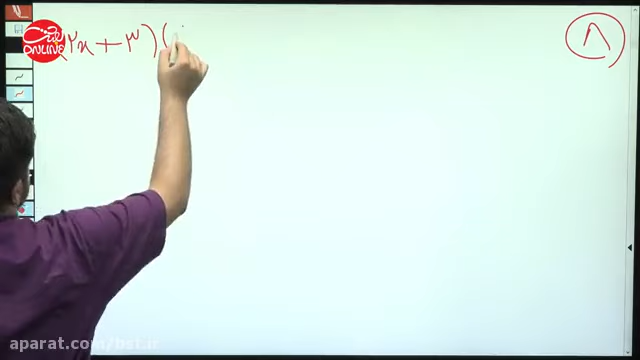 (۲x+۳)(
۸
ONLINE
aparat.com/bst.ir